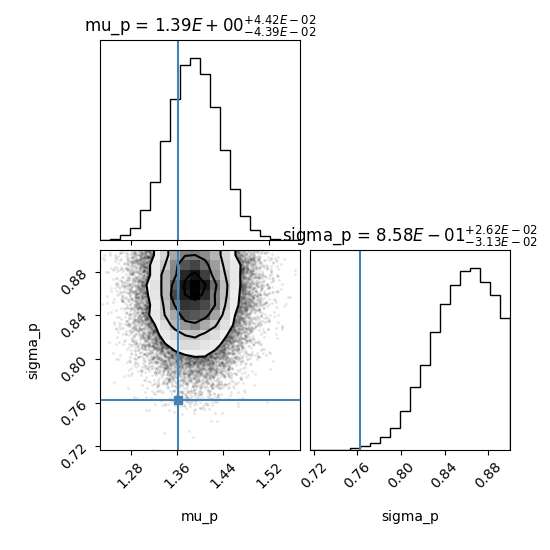 mu_p = 1.39E + 00+4.42E − 02 −4.39E − 02
sigma_p = 8.58E − 01+2.62E − 02 −3.13E − 02
0.88
0.84
0.80
0.76
0.72
sigma_p
1.28 1.36 1.44 1.52
0.72 0.76 0.80 0.84 0.88
mu_p
sigma_p